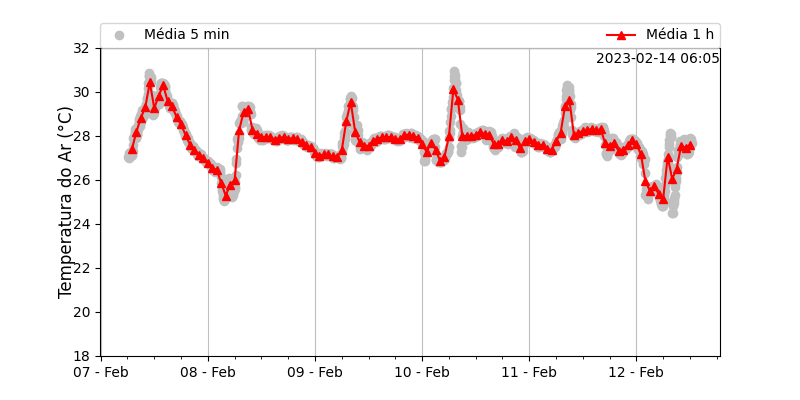 Média 5 min
Média 1 h
2023-02-14 06:05
Temperatura do Ar (°C)
32
30
28
26
24
22
20
18
07 - Feb
08 - Feb
09 - Feb
10 - Feb
11 - Feb
12 - Feb